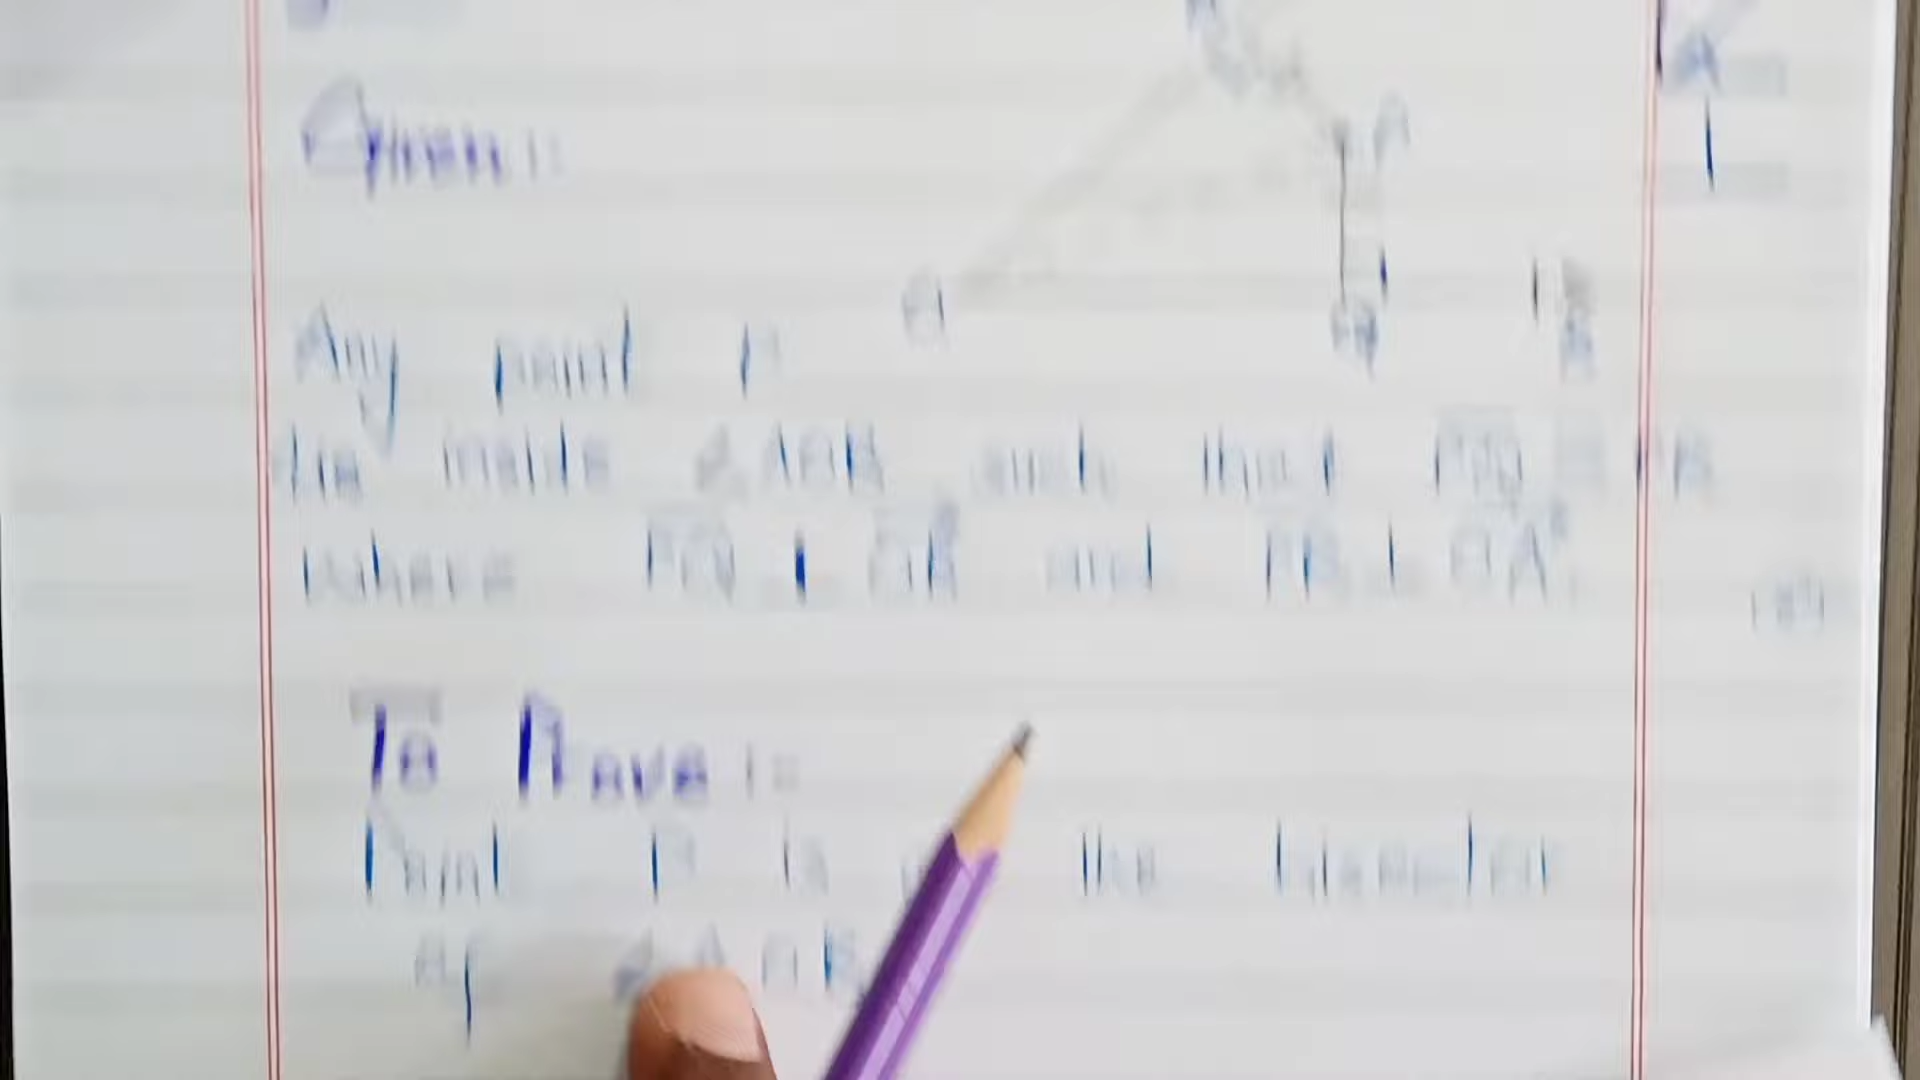 Given :-
P
O
Q
B
Any point P
lie inside ∠AOB such that PQ ≅ PR
where PQ ⊥ OB and PR ⊥ OA.
To Prove :-
Point P is the bisector
of ∠AOB